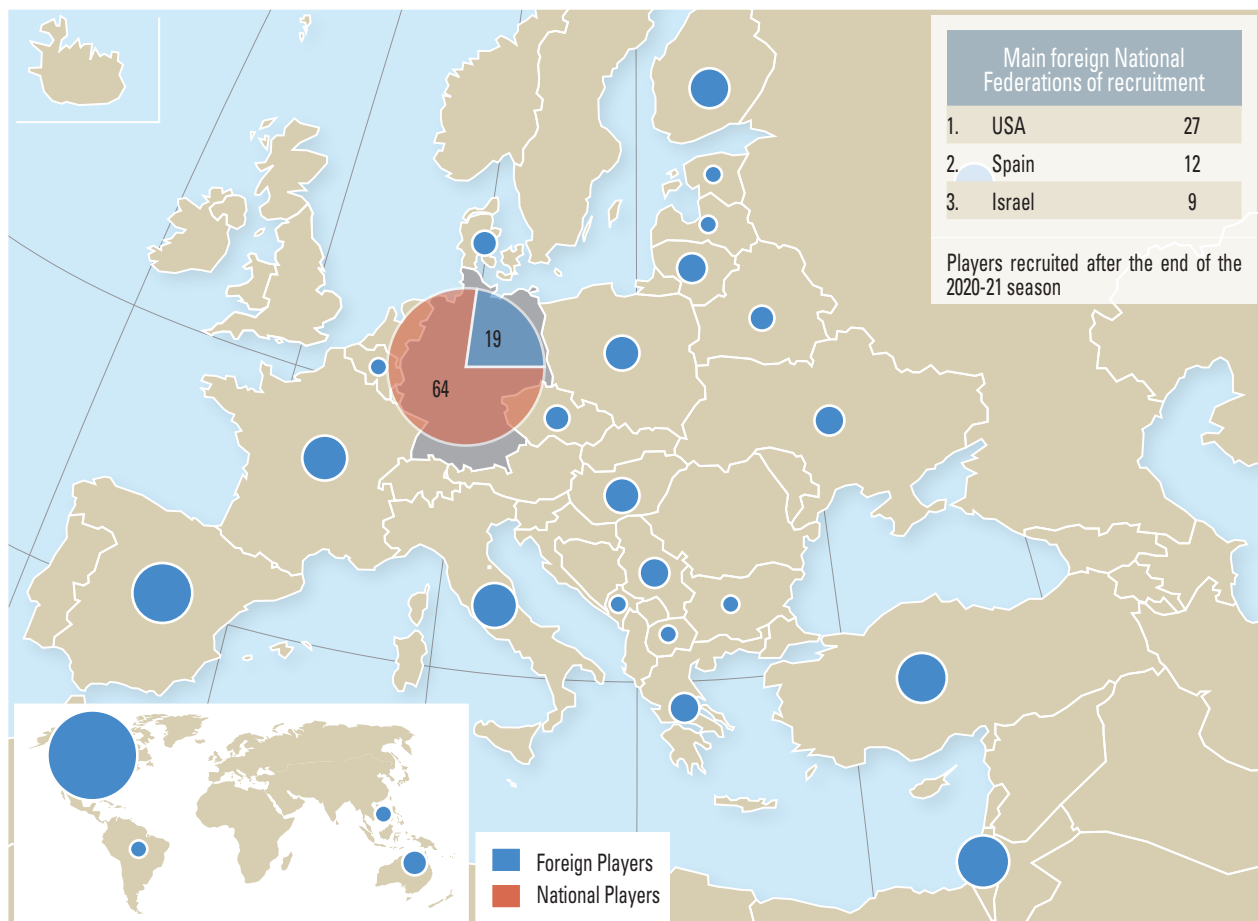 Main foreign National
Federations of recruitment
1. USA 27
2. Spain 12
3. Israel 9
Players recruited after the end of the
2020-21 season
19
64
Foreign Players
National Players